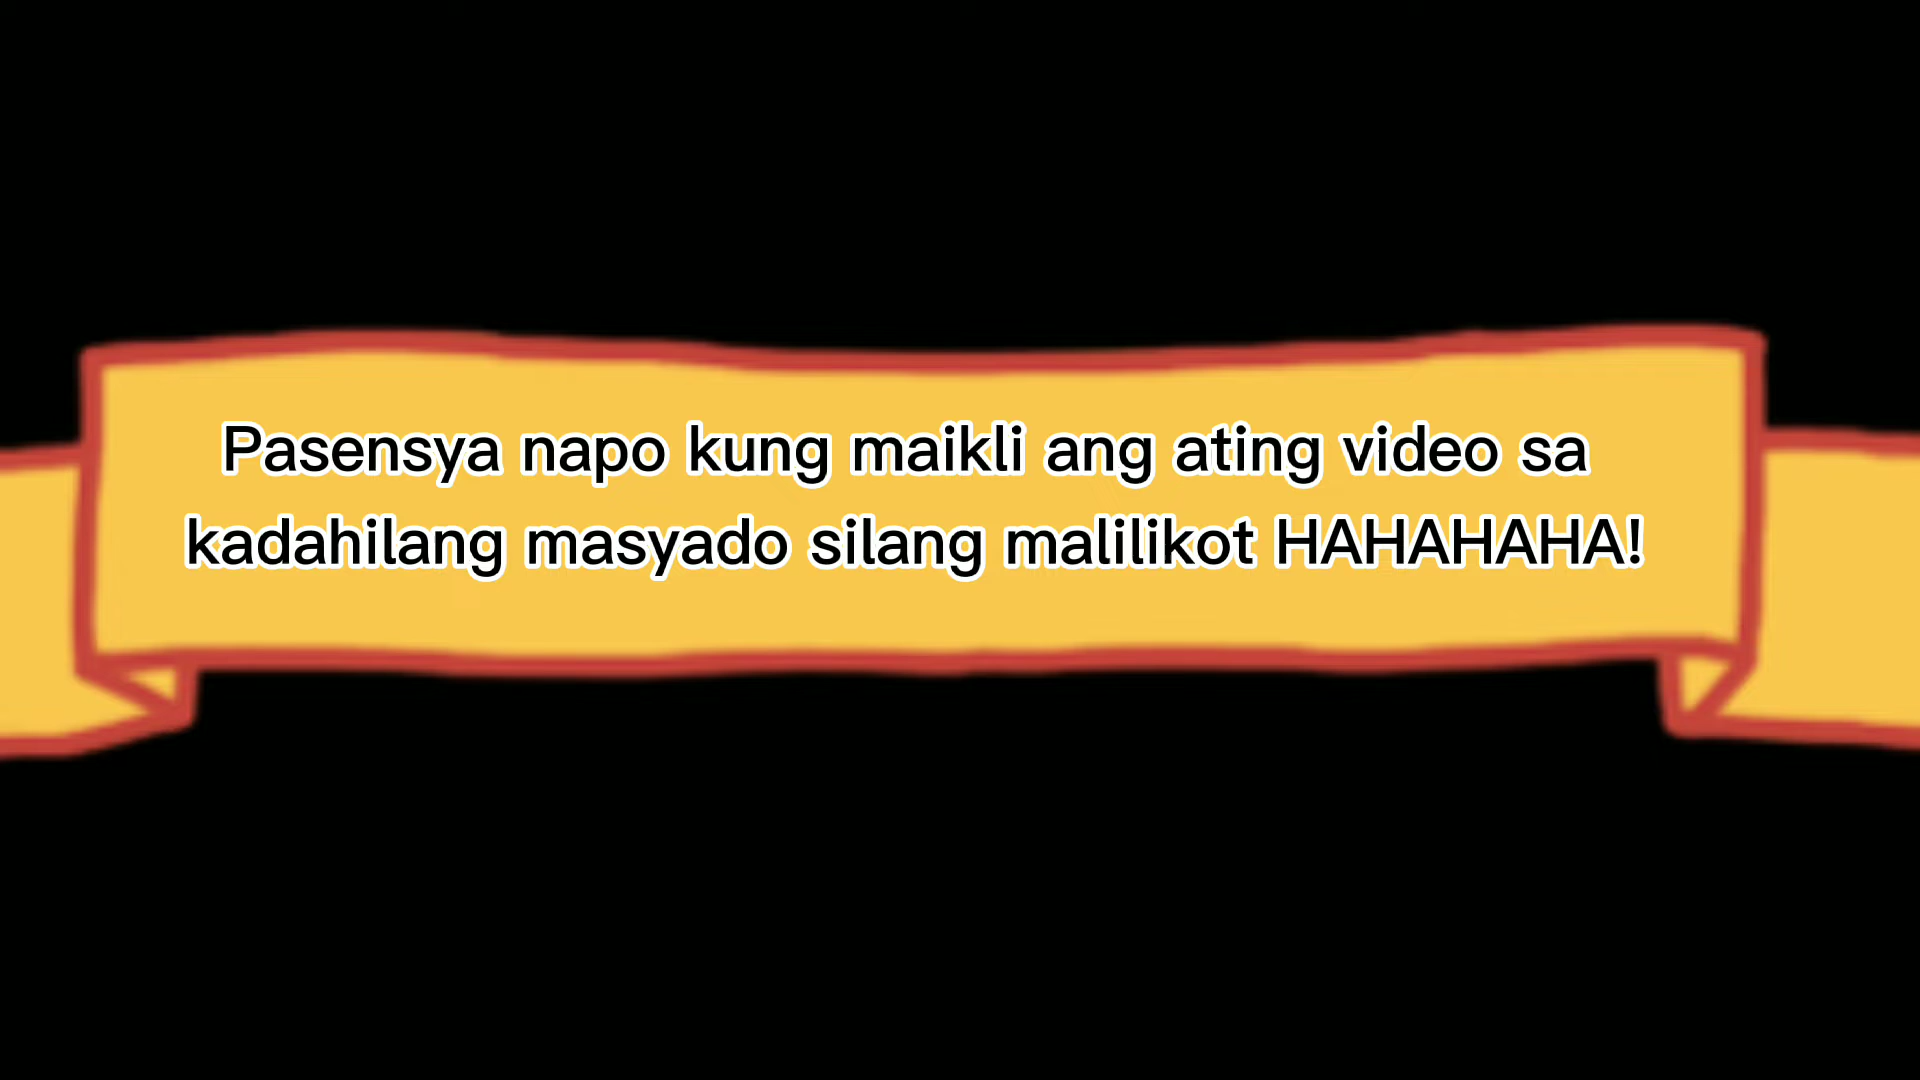 Pasensya napo kung maikli ang ating video sa
kadahilang masyado silang malilikot HAHAHAHA!